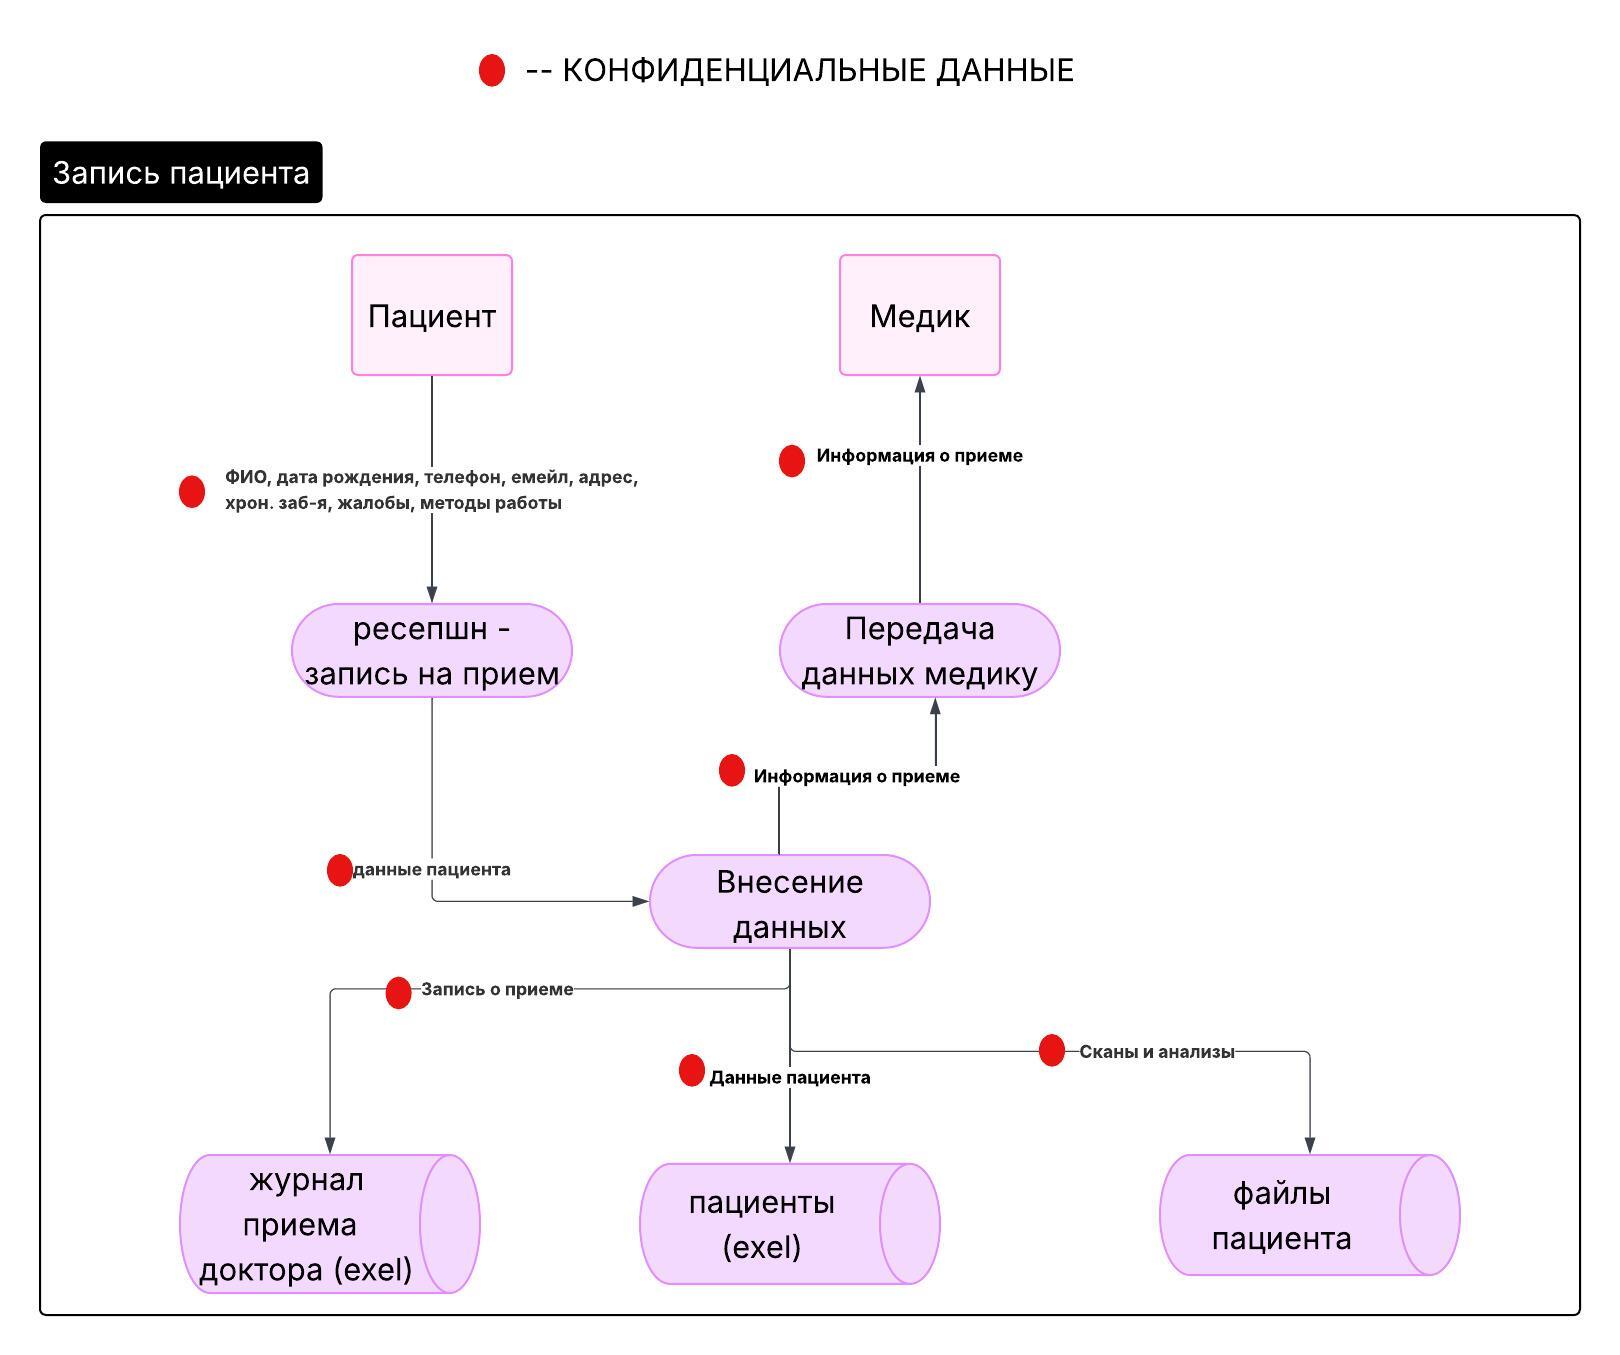 -- КОНФИДЕНЦИАЛЬНЫЕ ДАННЫЕ
Запись пациента
Пациент
Медик
Информация о приеме
ФИО, дата рождения, телефон, емейл, адрес,
хрон. заб-я, жалобы, методы работы
ресепшн -
запись на прием
Передача
данных медику
Информация о приеме
данные пациента
Внесение
данных
Запись о приеме
Сканы и анализы
Данные пациента
журнал
приема
доктора (exel)
пациенты
(exel)
файлы
пациента